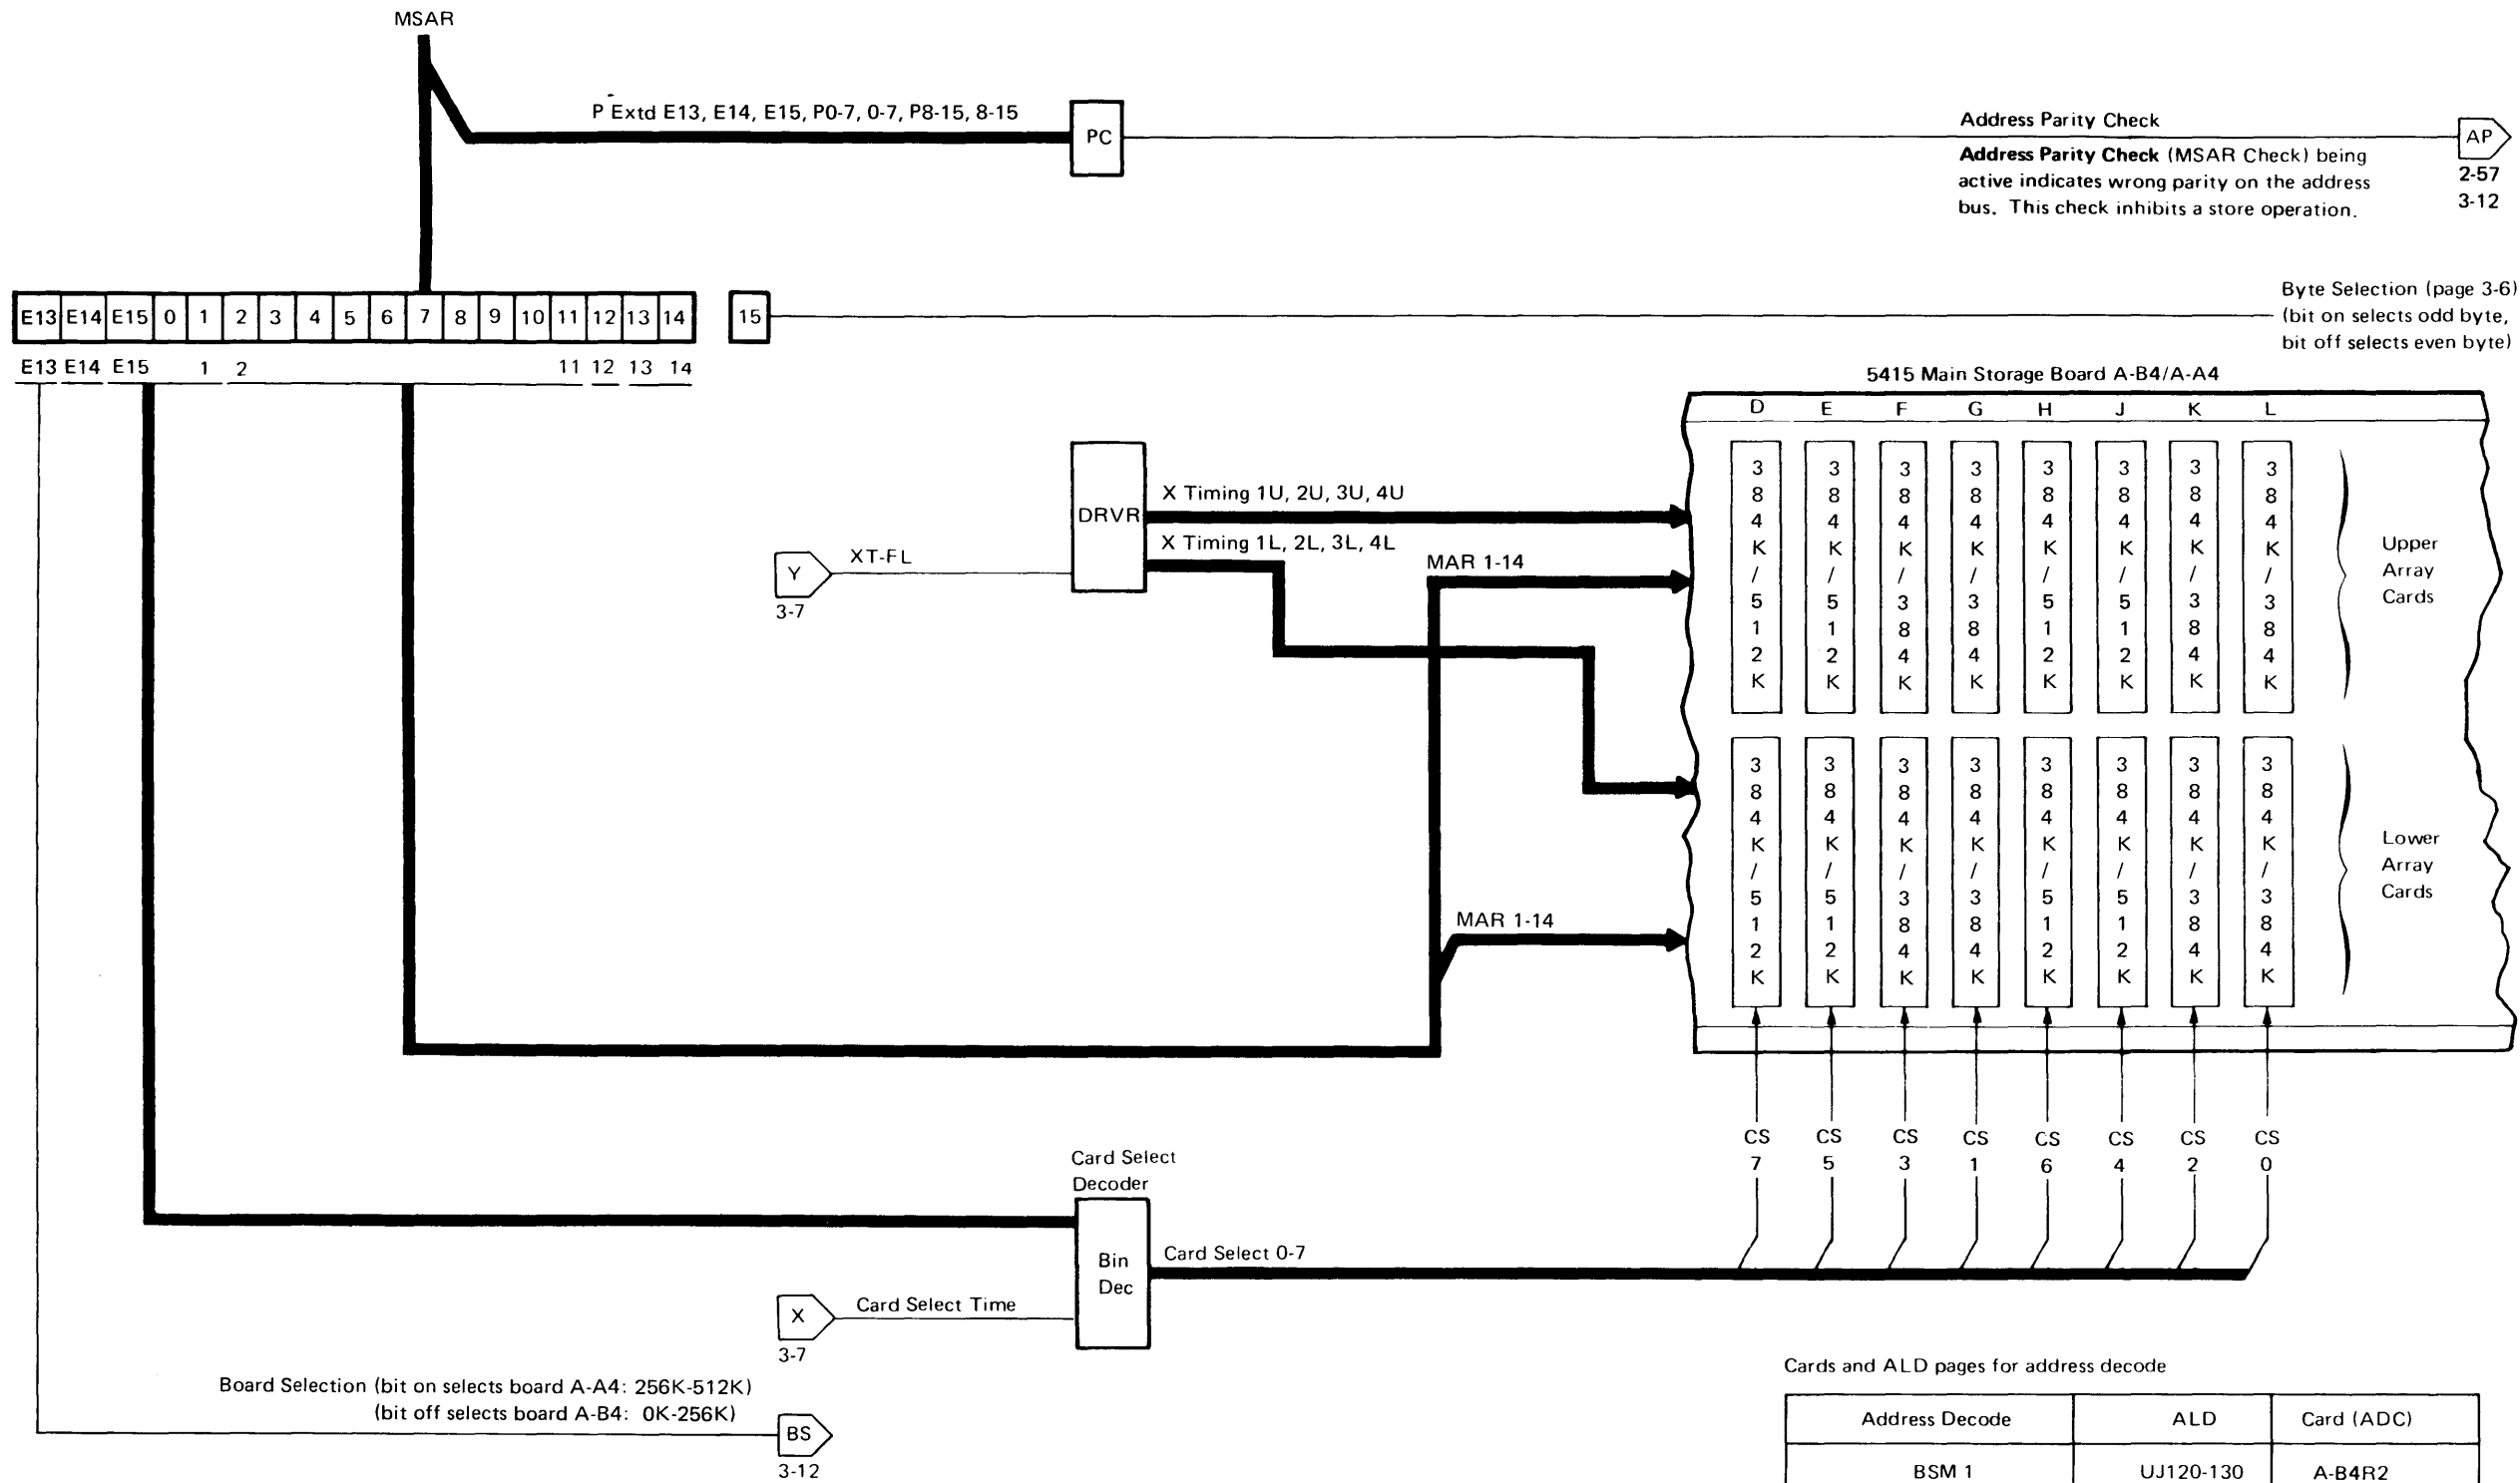 MSAR
P Extd E13, E14, E15, P0-7, 0-7, P8-15, 8-15
PC
Address Parity Check
AP
Address Parity Check (MSAR Check) being
active indicates wrong parity on the address
bus. This check inhibits a store operation.
2-57
3-12
E13 E14 E15 0 1 2 3 4 5 6 7 8 9 10 11 12 13 14 15
Byte Selection (page 3-6)
(bit on selects odd byte,
bit off selects even byte)
E13 E14 E15 1 2 11 12 13 14
5415 Main Storage Board A-B4/A-A4
D E F G H J K L
384K/512K 384K/512K 384K/384K 384K/384K 384K/512K 384K/512K 384K/384K 384K/384K
Upper
Array
Cards
DRVR
X Timing 1U, 2U, 3U, 4U
X Timing 1L, 2L, 3L, 4L
Y
XT-FL
3-7
MAR 1-14
384K/512K 384K/512K 384K/384K 384K/384K 384K/512K 384K/512K 384K/384K 384K/384K
Lower
Array
Cards
MAR 1-14
CS CS CS CS CS CS CS CS
7 5 3 1 6 4 2 0
Card Select
Decoder
Bin
Dec
Card Select 0-7
X
Card Select Time
3-7
Board Selection (bit on selects board A-A4: 256K-512K)
(bit off selects board A-B4: 0K-256K)
BS
3-12
Cards and ALD pages for address decode
Address Decode ALD Card (ADC)
BSM 1 UJ120-130 A-B4R2